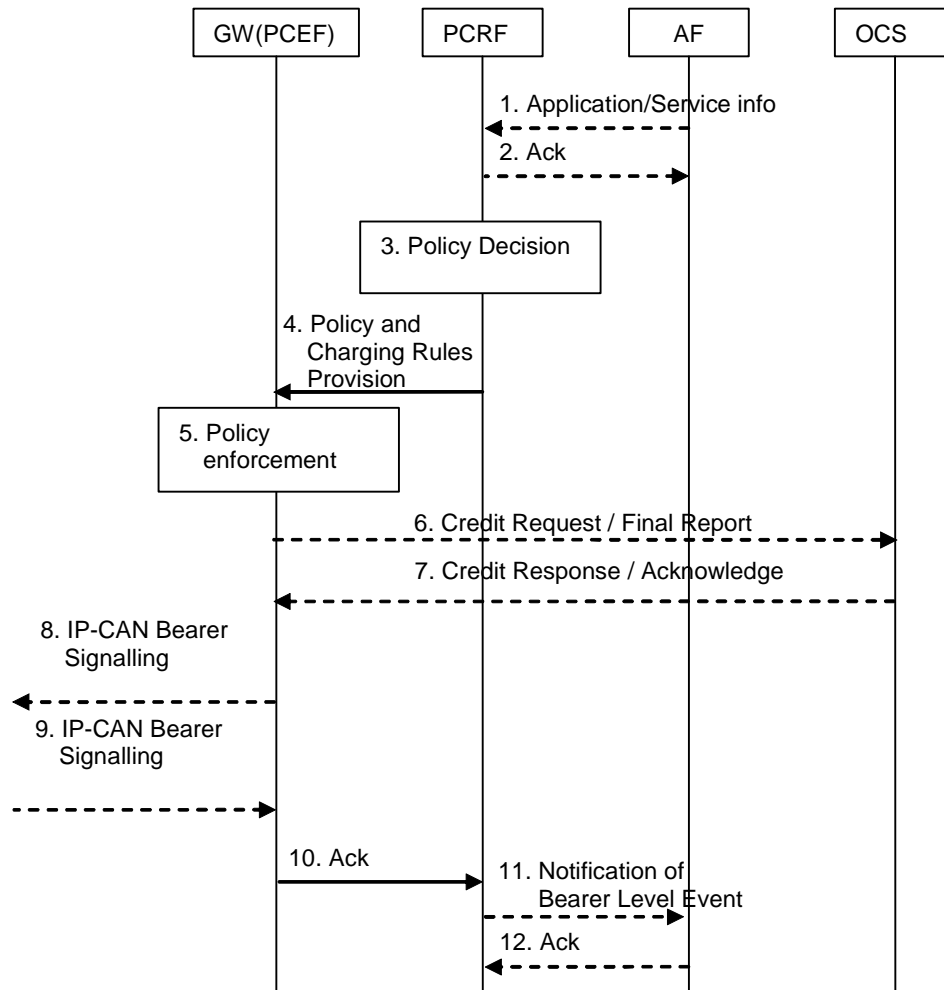 GW(PCEF)
PCRF
AF
OCS
1. Application/Service info
2. Ack
3. Policy Decision
4. Policy and
Charging Rules
Provision
5. Policy
enforcement
6. Credit Request / Final Report
7. Credit Response / Acknowledge
8. IP-CAN Bearer
Signalling
9. IP-CAN Bearer
Signalling
10. Ack
11. Notification of
Bearer Level Event
12. Ack